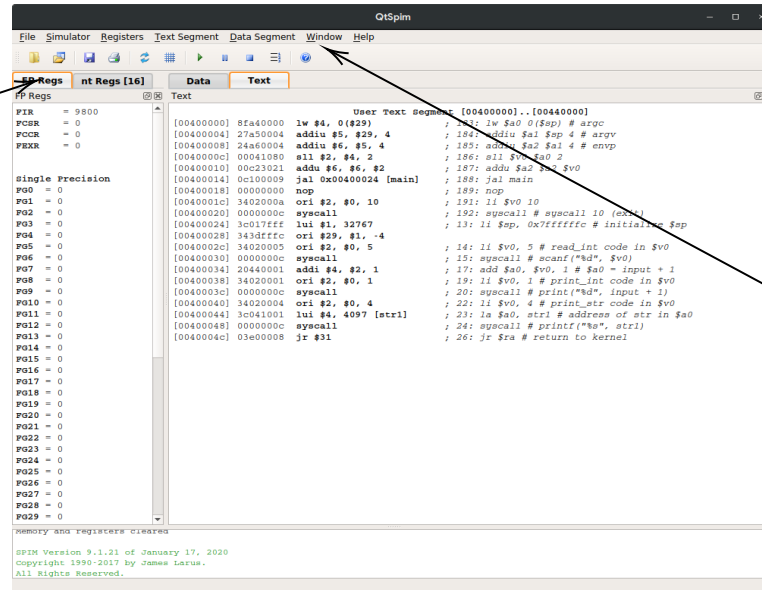 QtSpim
File Simulator Registers Text Segment Data Segment Window Help
FP Regs nt Regs [16] Data Text
FP Regs
PIR = 9800
FCSR = 0
FCCR = 0
FEXR = 0
Single Precision
FG0 = 0
FG1 = 0
FG2 = 0
FG3 = 0
FG4 = 0
FG5 = 0
FG6 = 0
FG7 = 0
FG8 = 0
FG9 = 0
FG10 = 0
FG11 = 0
FG12 = 0
FG13 = 0
FG14 = 0
FG15 = 0
FG16 = 0
FG17 = 0
FG18 = 0
FG19 = 0
FG20 = 0
FG21 = 0
FG22 = 0
FG23 = 0
FG24 = 0
FG25 = 0
FG26 = 0
FG27 = 0
FG28 = 0
FG29 = 0
Text
User Text Segment [00400000]..[00440000]
[00400000] 8fa40000 lw $4, 0($29) ; 183: lw $a0 0($sp) # argc
[00400004] 27a50004 addiu $5, $29, 4 ; 184: addiu $a1 $sp 4 # argv
[00400008] 24a60004 addiu $6, $5, 4 ; 185: addiu $a2 $a1 4 # envp
[0040000c] 00041080 sll $2, $4, 2 ; 186: sll $v0 $a0 2
[00400010] 00c23021 addu $6, $6, $2 ; 187: addu $a2 $a2 $v0
[00400014] 0c100009 jal 0x00400024 [main] ; 188: jal main
[00400018] 00000000 nop ; 189: nop
[0040001c] 3402000a ori $2, $0, 10 ; 191: li $v0 10
[00400020] 0000000c syscall ; 192: syscall # syscall 10 (exit)
[00400024] 3c017fff lui $1, 32767 ; 13: li $sp, 0x7ffffffc # initialize $sp
[00400028] 343dfffc ori $29, $1, -4
[0040002c] 34020005 ori $2, $0, 5 ; 14: li $v0, 5 # read_int code in $v0
[00400030] 0000000c syscall ; 15: syscall # scanf("%d", $v0)
[00400034] 20440001 addi $4, $2, 1 ; 17: add $a0, $v0, 1 # $a0 = input + 1
[00400038] 34020001 ori $2, $0, 1 ; 19: li $v0, 1 # print_int code in $v0
[0040003c] 0000000c syscall ; 20: syscall # print("%d", input + 1)
[00400040] 34020004 ori $2, $0, 4 ; 22: li $v0, 4 # print_str code in $v0
[00400044] 3c041001 lui $4, 4097 [str1] ; 23: la $a0, str1 # address of str in $a0
[00400048] 0000000c syscall ; 24: syscall # printf("%s", str1)
[0040004c] 03e00008 jr $31 ; 26: jr $ra # return to kernel
Memory and registers cleared
SPIM Version 9.1.21 of January 17, 2020
Copyright 1990-2017 by James Larus.
All Rights Reserved.